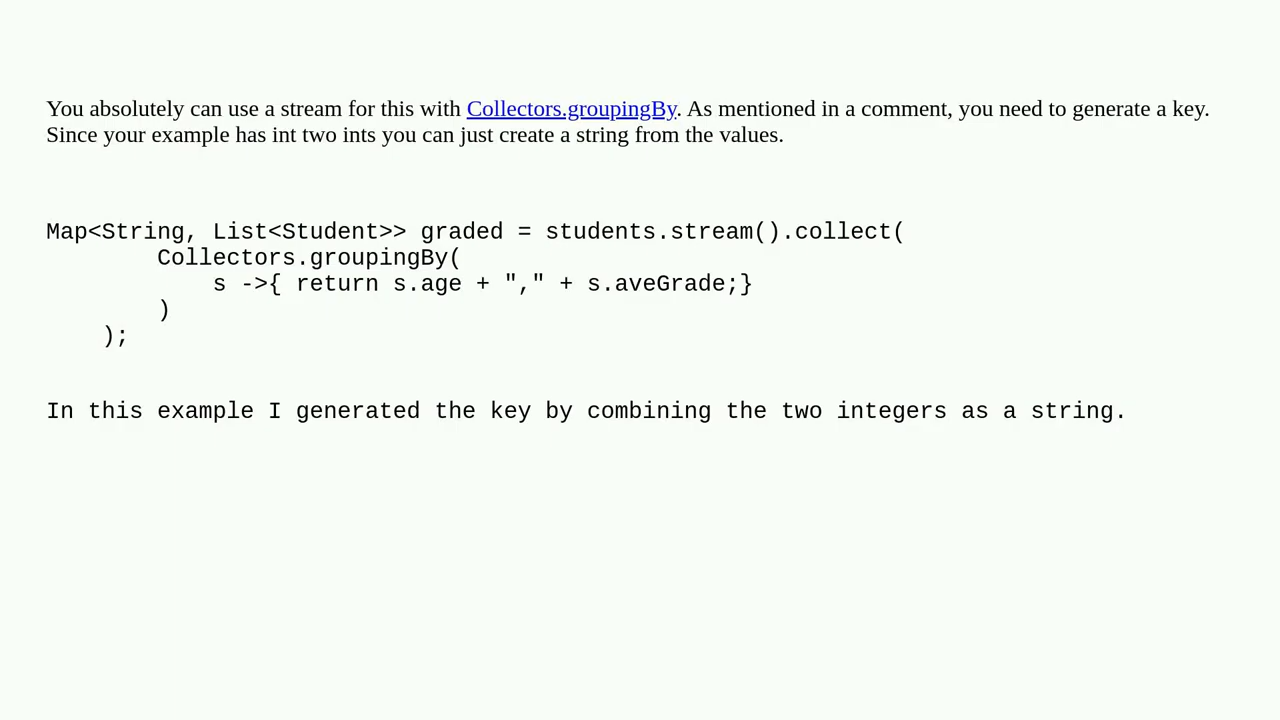 You absolutely can use a stream for this with Collectors.groupingBy. As mentioned in a comment, you need to generate a key.
Since your example has int two ints you can just create a string from the values.
Map<String, List<Student>> graded = students.stream().collect(
        Collectors.groupingBy(
            s ->{ return s.age + "," + s.aveGrade;}
        )
    );
In this example I generated the key by combining the two integers as a string.